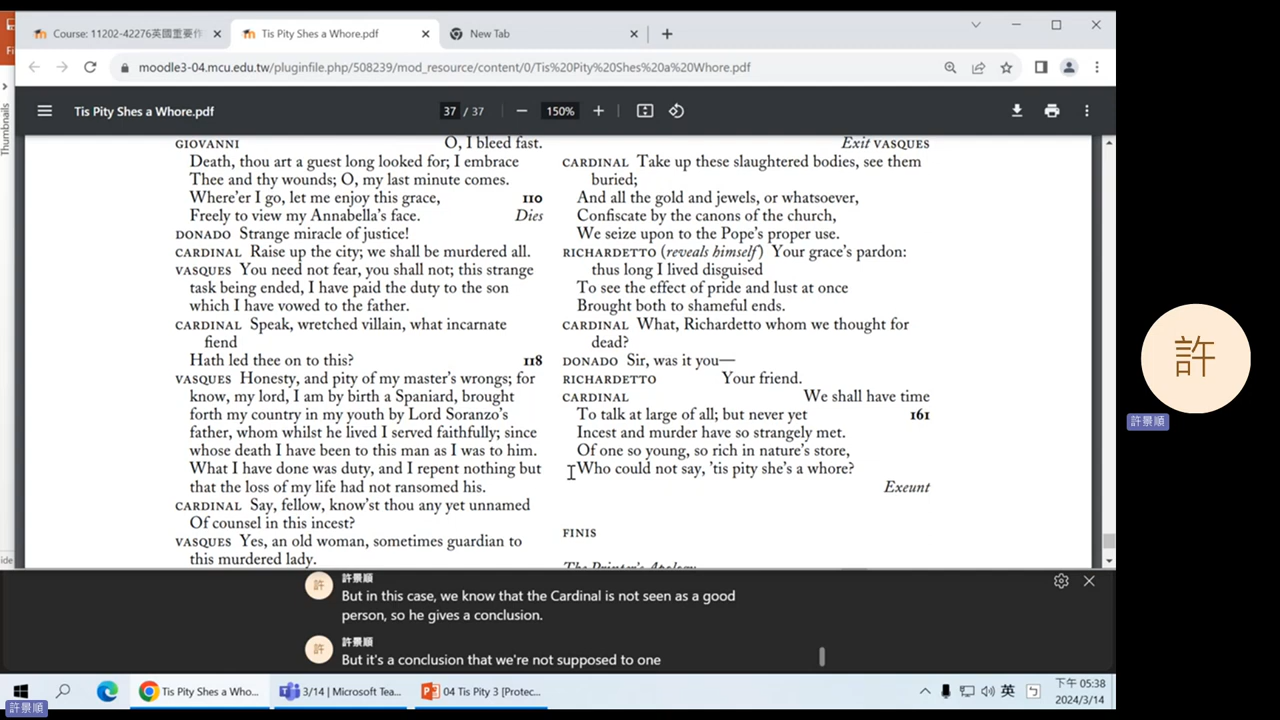 Course: 11202-42276英國重要作
Tis Pity Shes a Whore.pdf
New Tab
moodle3-04.mcu.edu.tw/pluginfile.php/508239/mod_resource/content/0/Tis%20Pity%20Shes%20a%20Whore.pdf
Thumbnails
Tis Pity Shes a Whore.pdf
37 / 37
150%
GIOVANNI O, I bleed fast.
Death, thou art a guest long looked for; I embrace
Thee and thy wounds; O, my last minute comes.
Where'er I go, let me enjoy this grace, 110
Freely to view my Annabella's face. Dies
DONADO Strange miracle of justice!
CARDINAL Raise up the city; we shall be murdered all.
VASQUES You need not fear, you shall not; this strange
task being ended, I have paid the duty to the son
which I have vowed to the father.
CARDINAL Speak, wretched villain, what incarnate
fiend
Hath led thee on to this? 118
VASQUES Honesty, and pity of my master's wrongs; for
know, my lord, I am by birth a Spaniard, brought
forth my country in my youth by Lord Soranzo's
father, whom whilst he lived I served faithfully; since
whose death I have been to this man as I was to him.
What I have done was duty, and I repent nothing but
that the loss of my life had not ransomed his.
CARDINAL Say, fellow, know'st thou any yet unnamed
Of counsel in this incest?
VASQUES Yes, an old woman, sometimes guardian to
this murdered lady.
Exit VASQUES
CARDINAL Take up these slaughtered bodies, see them
buried;
And all the gold and jewels, or whatsoever,
Confiscate by the canons of the church,
We seize upon to the Pope's proper use.
RICHARDETTO (reveals himself) Your grace's pardon:
thus long I lived disguised
To see the effect of pride and lust at once
Brought both to shameful ends.
CARDINAL What, Richardetto whom we thought for
dead?
DONADO Sir, was it you—
RICHARDETTO Your friend.
CARDINAL We shall have time
To talk at large of all; but never yet 161
Incest and murder have so strangely met.
Of one so young, so rich in nature's store,
Who could not say, 'tis pity she's a whore?
Exeunt
FINIS
The Printer's Apology
許
許景順
許
許景順
But in this case, we know that the Cardinal is not seen as a good
person, so he gives a conclusion.
許
許景順
But it's a conclusion that we're not supposed to one
Tis Pity Shes a Who...
3/14 | Microsoft Tea...
04 Tis Pity 3 [Protec...
英
下午 05:38
2024/3/14
許景順